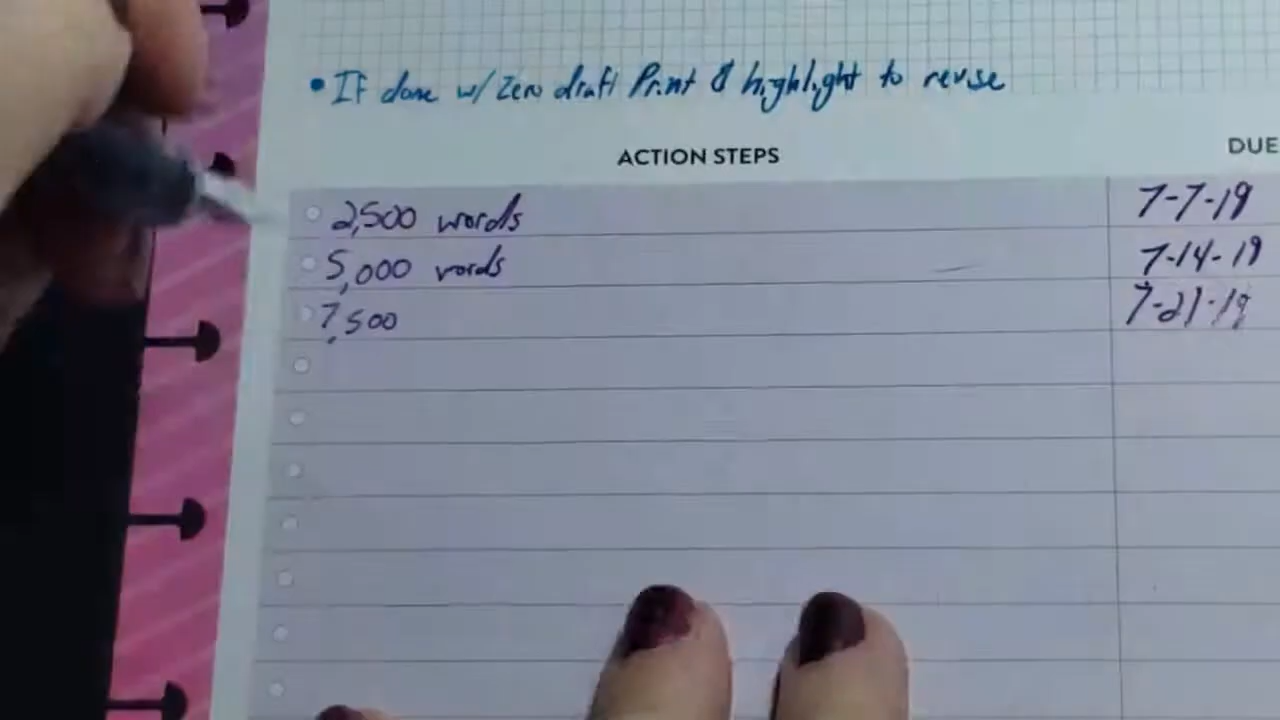 • If done w/ Zero draft Print & highlight to revise
ACTION STEPS DUE
2,500 words 7-7-19
5,000 words 7-14-19
7,500 7-21-19